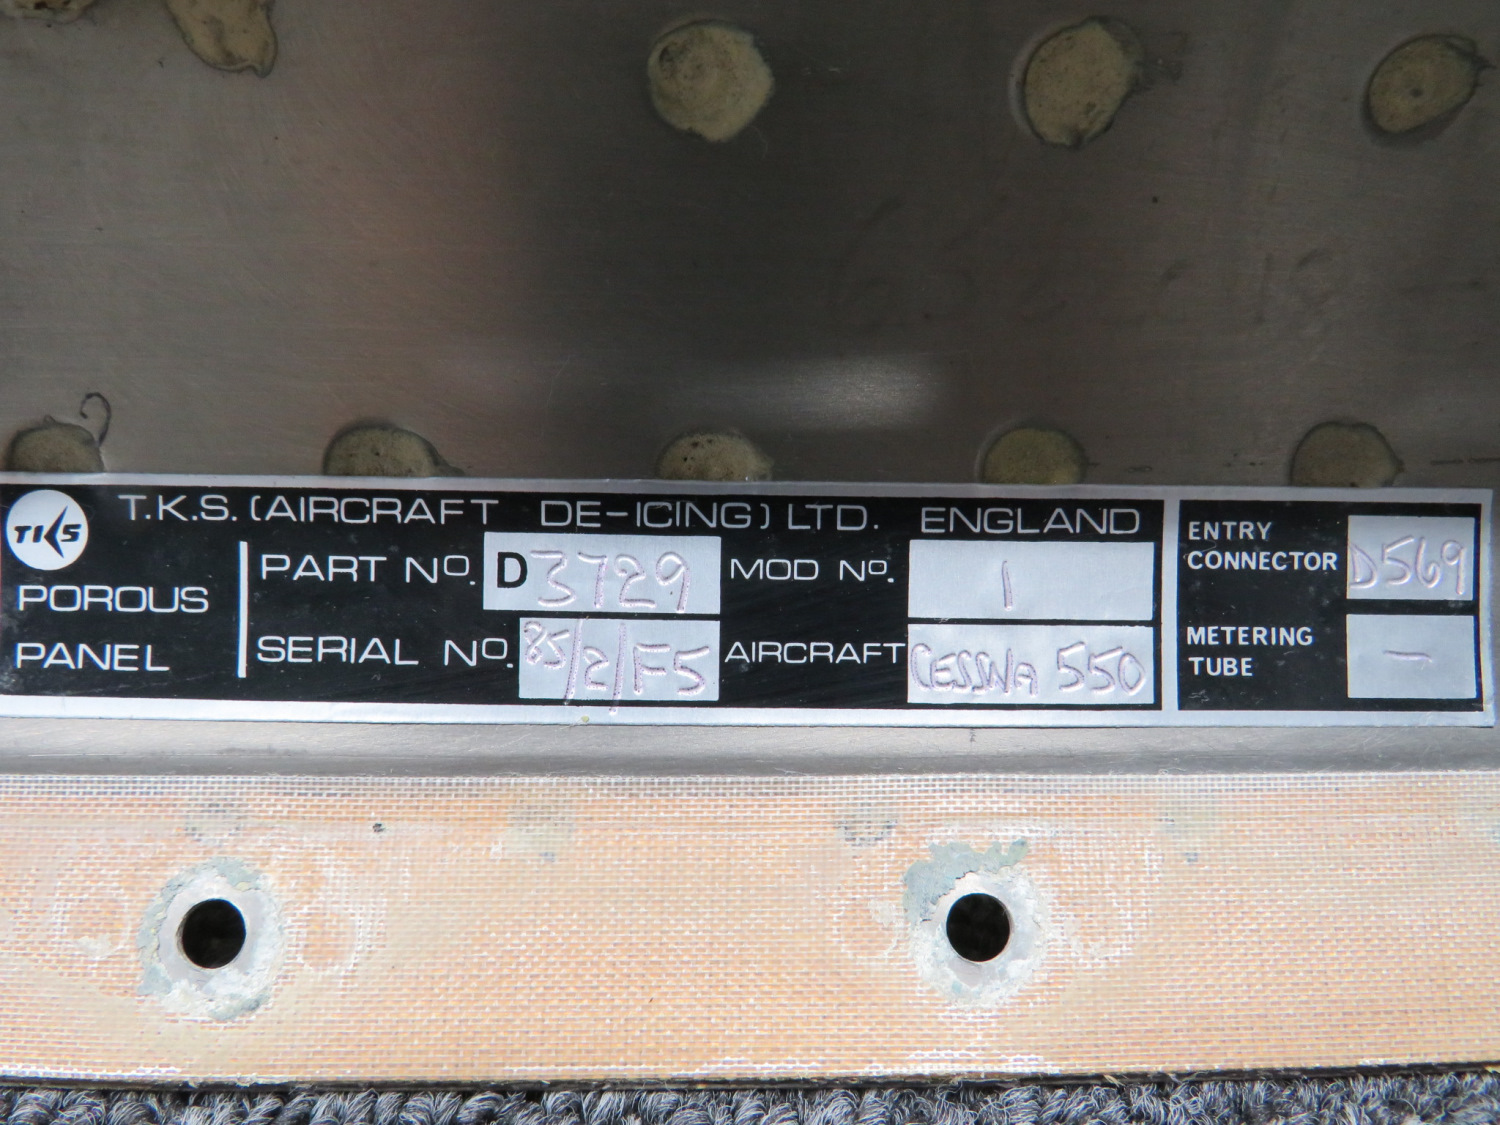 T.K.S. (AIRCRAFT DE-ICING) LTD. ENGLAND
TKS
POROUS
PANEL
PART NO. D3729
SERIAL NO. 85/2/F5
MOD NO. 1
AIRCRAFT CESSNA 550
ENTRY
CONNECTOR D569
METERING
TUBE —